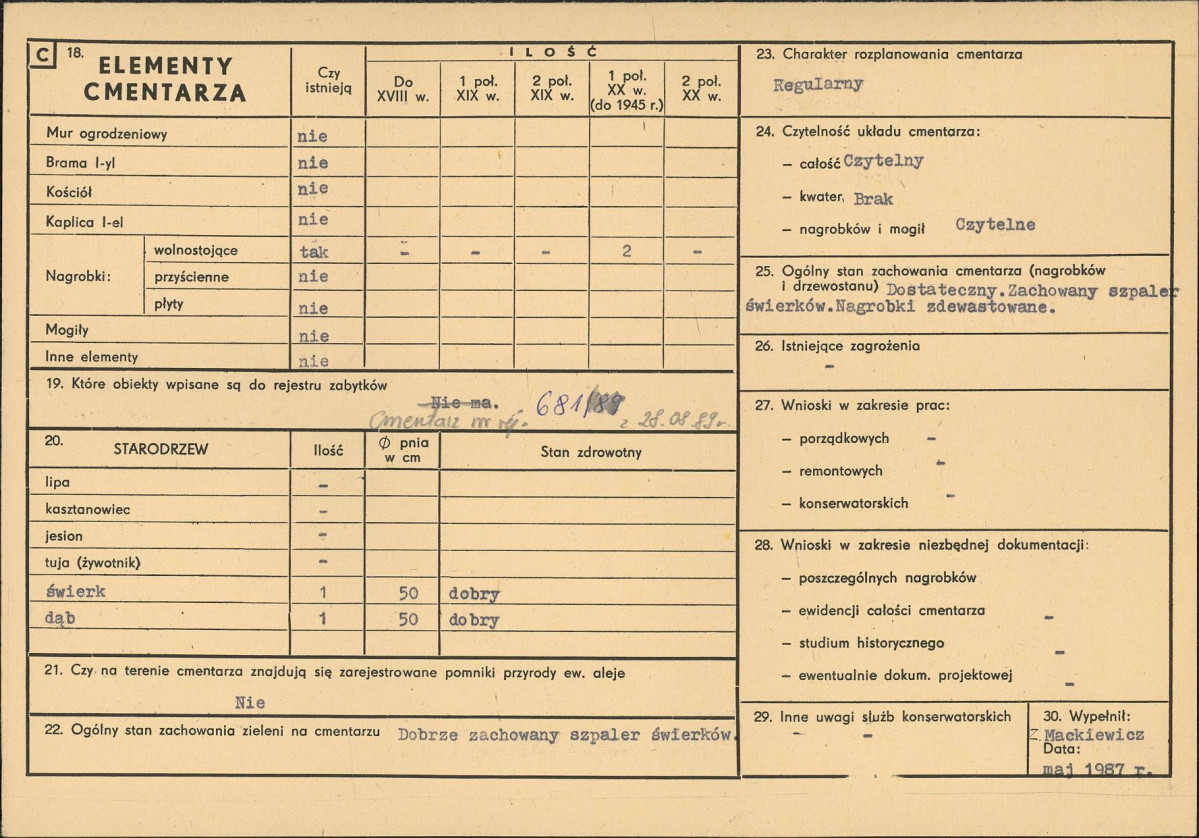 C 18. ELEMENTY CMENTARZA
Czy istnieją
ILOŚĆ
Do XVIII w.
1 poł. XIX w.
2 poł. XIX w.
1 poł. XX w. (do 1945 r.)
2 poł. XX w.
Mur ogrodzeniowy nie
Brama I-yl nie
Kościół nie
Kaplica I-el nie
Nagrobki:
wolnostojące tak - - - 2 -
przyścienne nie
płyty nie
Mogiły nie
Inne elementy nie
19. Które obiekty wpisane są do rejestru zabytków
Nie ma. 681/89
Cmentarz nr rej. z 28.08.89r.
20. STARODRZEW Ilość Ø pnia w cm Stan zdrowotny
lipa -
kasztanowiec -
jesion -
tuja (żywotnik) -
świerk 1 50 dobry
dąb 1 50 dobry
21. Czy na terenie cmentarza znajdują się zarejestrowane pomniki przyrody ew. aleje
Nie
22. Ogólny stan zachowania zieleni na cmentarzu Dobrze zachowany szpaler świerków.
23. Charakter rozplanowania cmentarza
Regularny
24. Czytelność układu cmentarza:
– całość Czytelny
– kwater, Brak
– nagrobków i mogił Czytelne
25. Ogólny stan zachowania cmentarza (nagrobków
i drzewostanu) Dostateczny.Zachowany szpaler
świerków.Nagrobki zdewastowane.
26. Istniejące zagrożenia
-
27. Wnioski w zakresie prac:
– porządkowych -
– remontowych -
– konserwatorskich -
28. Wnioski w zakresie niezbędnej dokumentacji:
– poszczególnych nagrobków
– ewidencji całości cmentarza -
– studium historycznego -
– ewentualnie dokum. projektowej -
29. Inne uwagi służb konserwatorskich
- -
30. Wypełnił:
Z Mackiewicz
Data:
maj 1987 r.